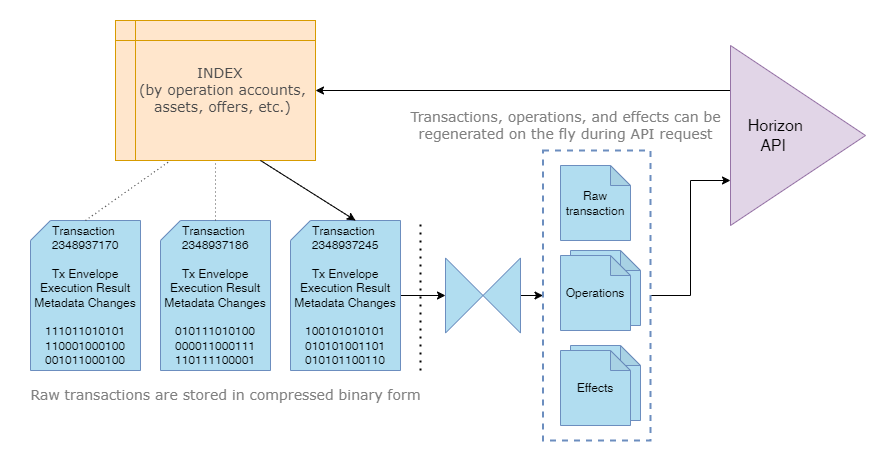 INDEX
(by operation accounts,
assets, offers, etc.)
Transactions, operations, and effects can be
regenerated on the fly during API request
Horizon
API
Transaction
2348937170
Tx Envelope
Execution Result
Metadata Changes
111011010101
110001000100
001011000100
Transaction
2348937186
Tx Envelope
Execution Result
Metadata Changes
010111010100
000011000111
110111100001
Transaction
2348937245
Tx Envelope
Execution Result
Metadata Changes
100101010101
010101001101
010101100110
Raw
transaction
Operations
Effects
Raw transactions are stored in compressed binary form